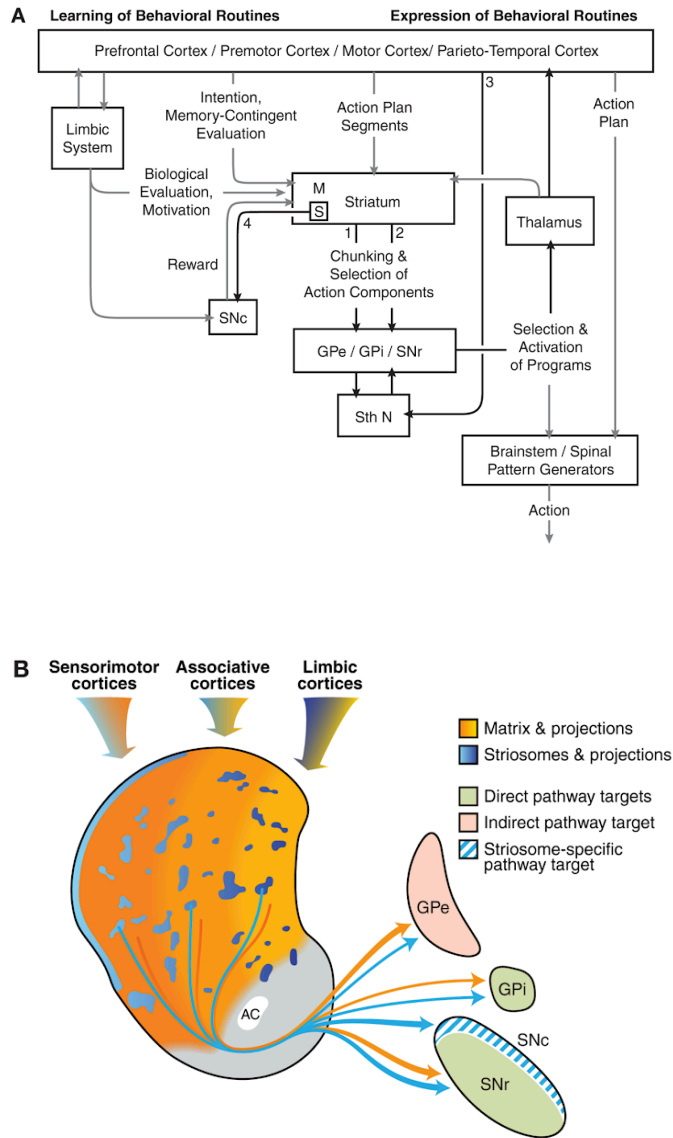 A
Learning of Behavioral Routines
Expression of Behavioral Routines
Prefrontal Cortex / Premotor Cortex / Motor Cortex/ Parieto-Temporal Cortex
3
Limbic
System
Intention,
Memory-Contingent
Evaluation
Action Plan
Segments
Action
Plan
Biological
Evaluation,
Motivation
M
S
Striatum
Thalamus
4
1
2
Reward
Chunking &
Selection of
Action Components
SNc
GPe / GPi / SNr
Selection &
Activation
of Programs
Sth N
Brainstem / Spinal
Pattern Generators
Action
B
Sensorimotor
cortices
Associative
cortices
Limbic
cortices
Matrix & projections
Striosomes & projections
Direct pathway targets
Indirect pathway target
Striosome-specific
pathway target
GPe
GPi
AC
SNc
SNr